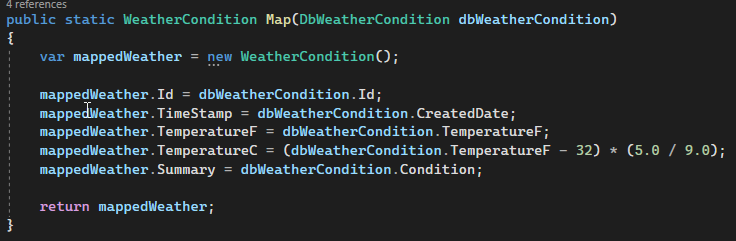 4 references
public static WeatherCondition Map(DbWeatherCondition dbWeatherCondition)
{
    var mappedWeather = new WeatherCondition();
    mappedWeather.Id = dbWeatherCondition.Id;
    mappedWeather.TimeStamp = dbWeatherCondition.CreatedDate;
    mappedWeather.TemperatureF = dbWeatherCondition.TemperatureF;
    mappedWeather.TemperatureC = (dbWeatherCondition.TemperatureF - 32) * (5.0 / 9.0);
    mappedWeather.Summary = dbWeatherCondition.Condition;
    return mappedWeather;
}